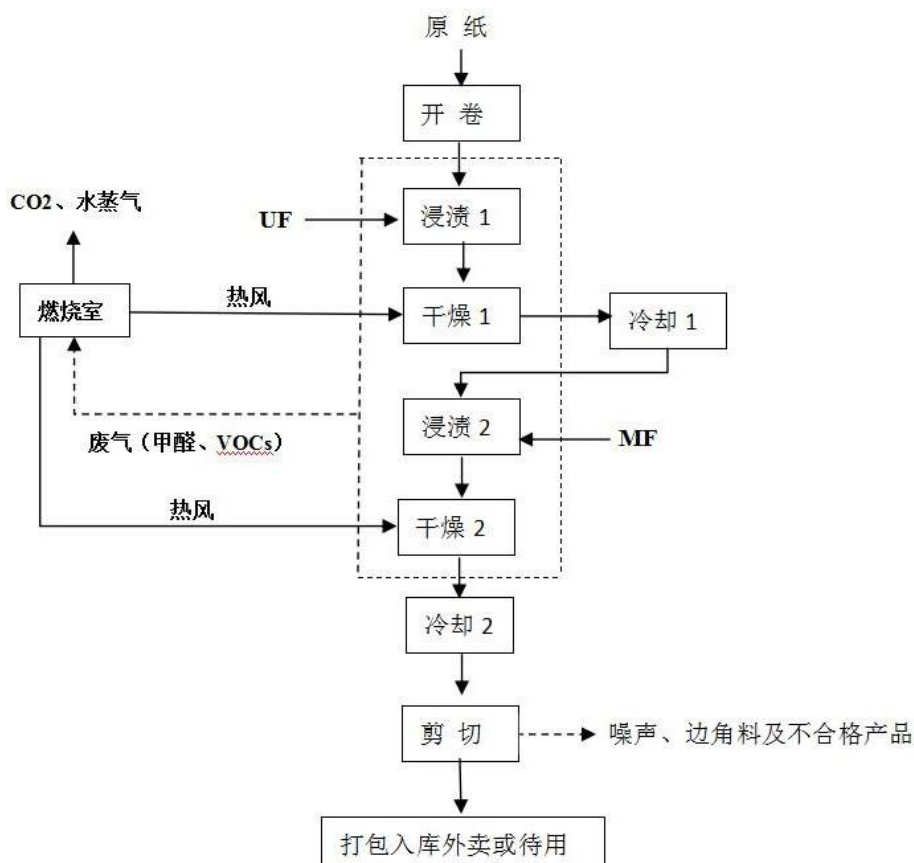 原 纸
开 卷
CO2、水蒸气
UF
浸渍 1
燃烧室
热风
干燥 1
冷却 1
废气（甲醛、VOCs）
浸渍 2
MF
热风
干燥 2
冷却 2
剪 切
噪声、边角料及不合格产品
打包入库外卖或待用